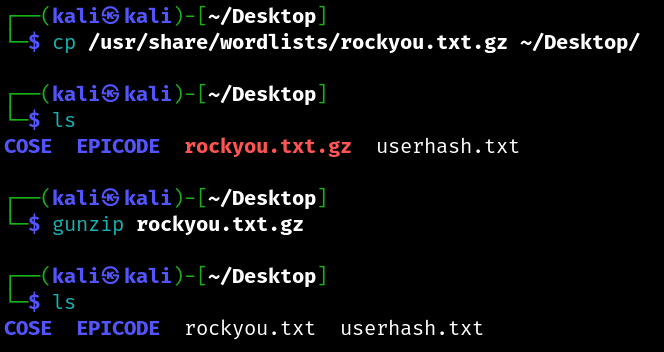 ┌──(kali㉿kali)-[~/Desktop]
└─$ cp /usr/share/wordlists/rockyou.txt.gz ~/Desktop/
┌──(kali㉿kali)-[~/Desktop]
└─$ ls
COSE  EPICODE  rockyou.txt.gz  userhash.txt
┌──(kali㉿kali)-[~/Desktop]
└─$ gunzip rockyou.txt.gz
┌──(kali㉿kali)-[~/Desktop]
└─$ ls
COSE  EPICODE  rockyou.txt  userhash.txt